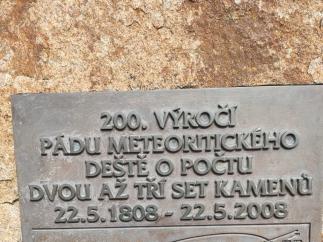 200. VÝROČÍ
PÁDU METEORITICKÉHO
DEŠTĚ O POČTU
DVOU AŽ TŘÍ SET KAMENŮ
22.5.1808 - 22.5.2008